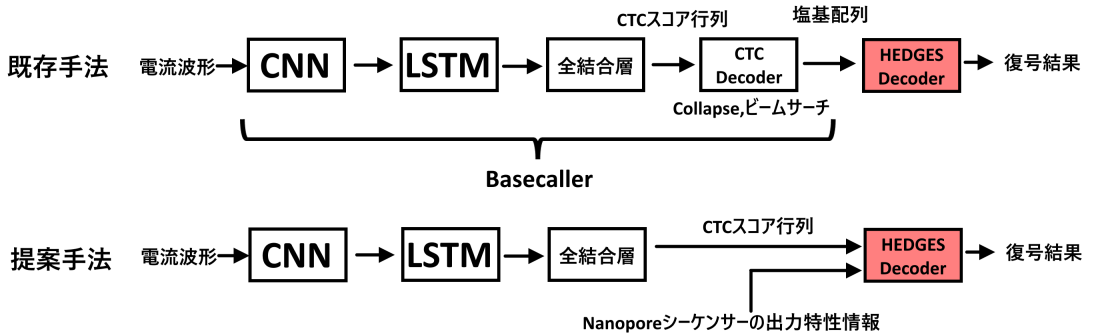 CTCスコア行列
塩基配列
既存手法
電流波形
CNN
LSTM
全結合層
CTC
Decoder
HEDGES
Decoder
復号結果
Collapse,ビームサーチ
Basecaller
提案手法
電流波形
CNN
LSTM
全結合層
CTCスコア行列
HEDGES
Decoder
復号結果
Nanoporeシーケンサーの出力特性情報